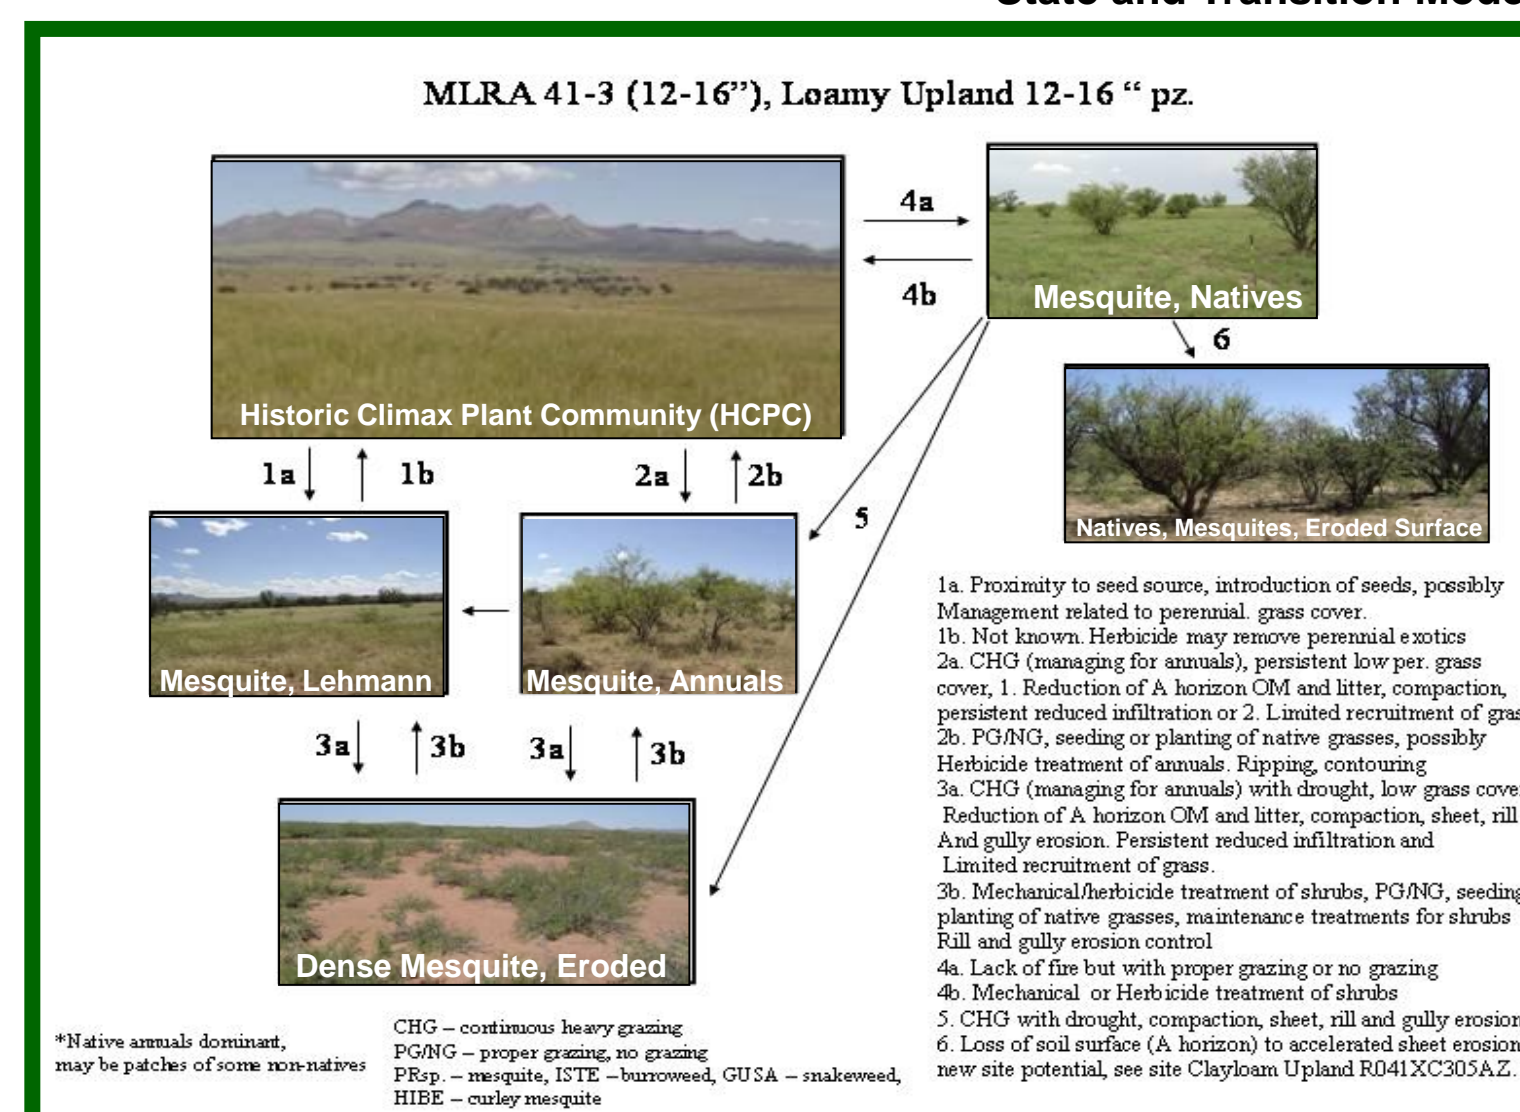 State and Transition Mode
MLRA 41-3 (12-16”), Loamy Upland 12-16 “ pz.
4a
4b
Mesquite, Natives
6
Historic Climax Plant Community (HCPC)
1a
1b
2a
2b
5
Natives, Mesquites, Eroded Surface
Mesquite, Lehmann
Mesquite, Annuals
3a
3b
3a
3b
Dense Mesquite, Eroded
1a. Proximity to seed source, introduction of seeds, possibly
Management related to perennial. grass cover.
1b. Not known. Herbicide may remove perennial exotics
2a. CHG (managing for annuals), persistent low per. grass
cover, 1. Reduction of A horizon OM and litter, compaction,
persistent reduced infiltration or 2. Limited recruitment of gras
2b. PG/NG, seeding or planting of native grasses, possibly
Herbicide treatment of annuals. Ripping, contouring
3a. CHG (managing for annuals) with drought, low grass cover
Reduction of A horizon OM and litter, compaction, sheet, rill
And gully erosion. Persistent reduced infiltration and
Limited recruitment of grass.
3b. Mechanical/herbicide treatment of shrubs, PG/NG, seeding
planting of native grasses, maintenance treatments for shrubs
Rill and gully erosion control
4a. Lack of fire but with proper grazing or no grazing
4b. Mechanical or Herbicide treatment of shrubs
5. CHG with drought, compaction, sheet, rill and gully erosion
6. Loss of soil surface (A horizon) to accelerated sheet erosion
new site potential, see site Clayloam Upland R041XC305AZ.
*Native annuals dominant,
may be patches of some non-natives
CHG – continuous heavy grazing
PG/NG – proper grazing, no grazing
PRsp. – mesquite, ISTE –burroweed, GUSA – snakeweed,
HIBE – curley mesquite